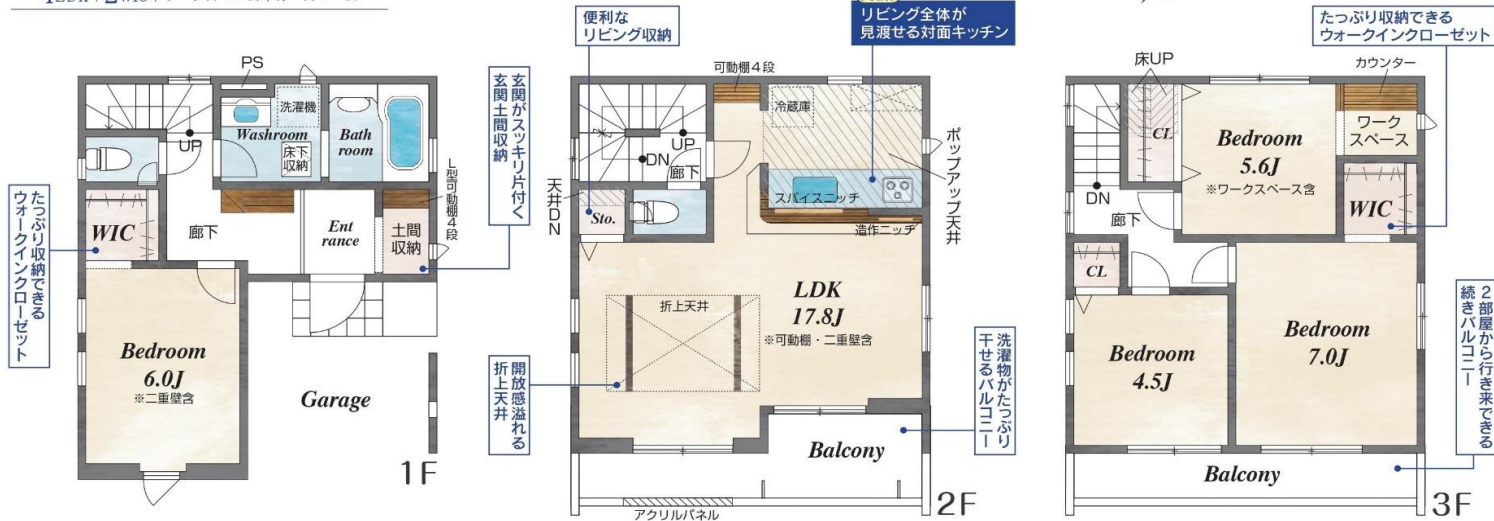 便利な
リビング収納
リビング全体が
見渡せる対面キッチン
たっぷり収納できる
ウォークインクローゼット
PS
洗濯機
Washroom
床下
収納
Bath
room
UP
WIC
廊下
Ent
rance
土間
収納
L型可動棚4段
玄関がスッキリ片付く
玄関土間収納
たっぷり収納できる
ウォークインクローゼット
Bedroom
6.0J
※二重壁含
Garage
1F
可動棚4段
冷蔵庫
UP
DN
廊下
天井DN
Sto.
スパイスニッチ
造作ニッチ
ポップアップ天井
LDK
17.8J
※可動棚・二重壁含
折上天井
開放感溢れる
折上天井
洗濯物がたっぷり
干せるバルコニー
Balcony
アクリルパネル
2F
床UP
カウンター
CL
Bedroom
5.6J
※ワークスペース含
ワーク
スペース
DN
廊下
WIC
CL
Bedroom
4.5J
Bedroom
7.0J
2部屋から行き来できる
続きバルコニー
Balcony
3F